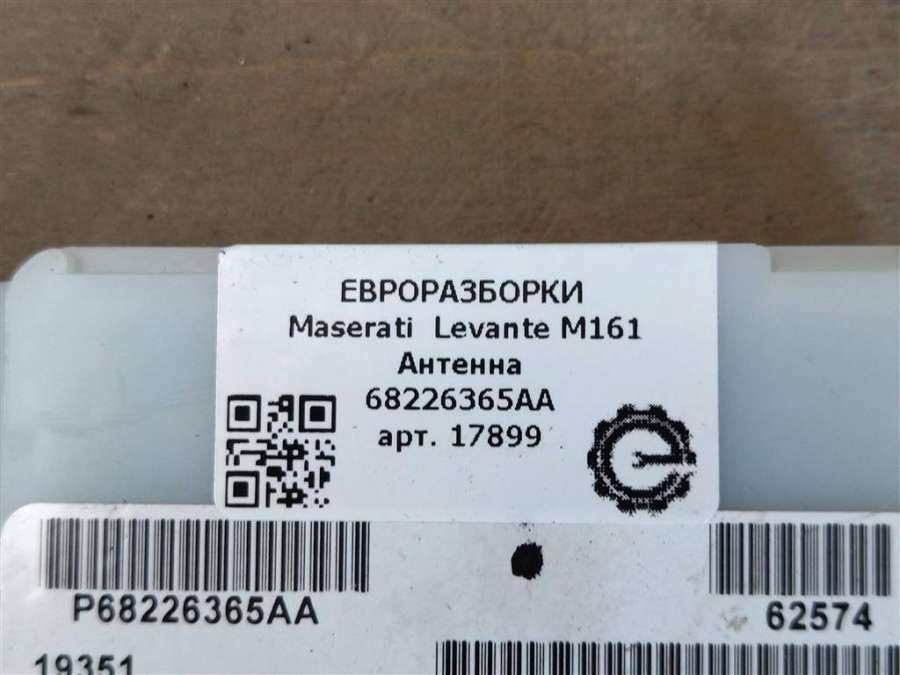 ЕВРОРАЗБОРКИ
Maserati Levante M161
Антенна
68226365AA
арт. 17899
P68226365AA
62574
19351